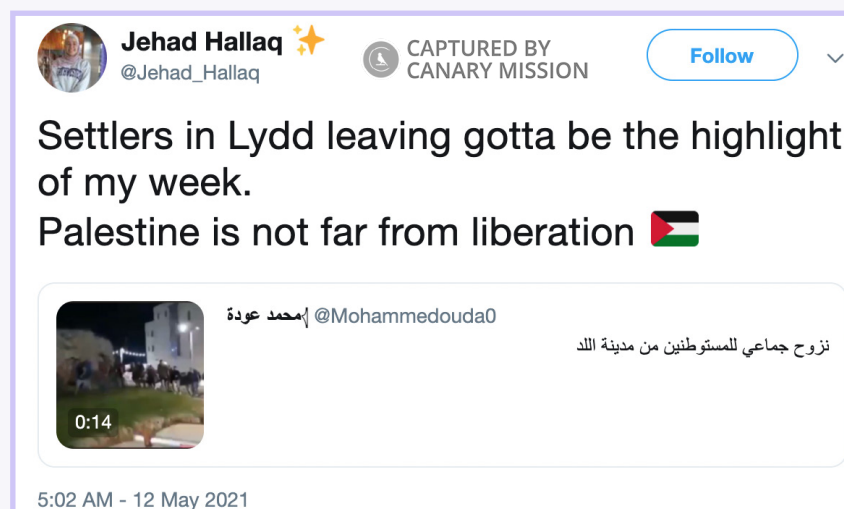 Jehad Hallaq ✨
@Jehad_Hallaq
CAPTURED BY
CANARY MISSION
Follow
Settlers in Lydd leaving gotta be the highlight
of my week.
Palestine is not far from liberation 🇵🇸
محمد عودة @Mohammedouda0
نزوح جماعي للمستوطنين من مدينة اللد
0:14
5:02 AM - 12 May 2021